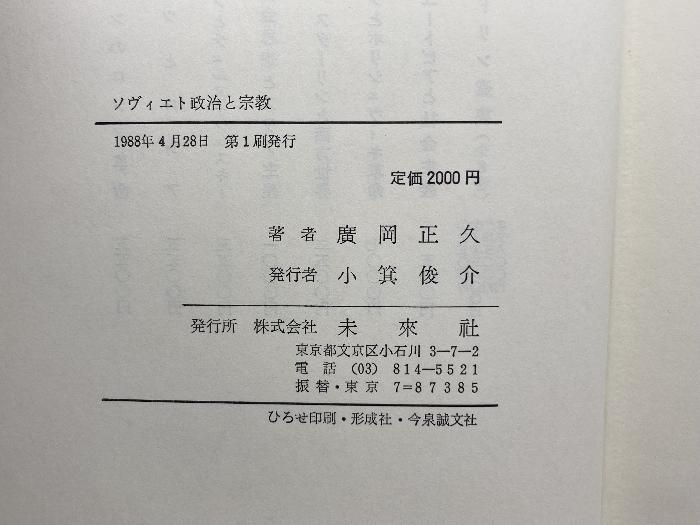 ソヴィエト政治と宗教
1988年4月28日 第1刷発行
定価2000円
著者 廣岡正久
発行者 小箕俊介
発行所 株式会社 未來社
東京都文京区小石川 3―7―2
電話 (03) 814―5521
振替・東京 7=87385
ひろせ印刷・形成社・今泉誠文社